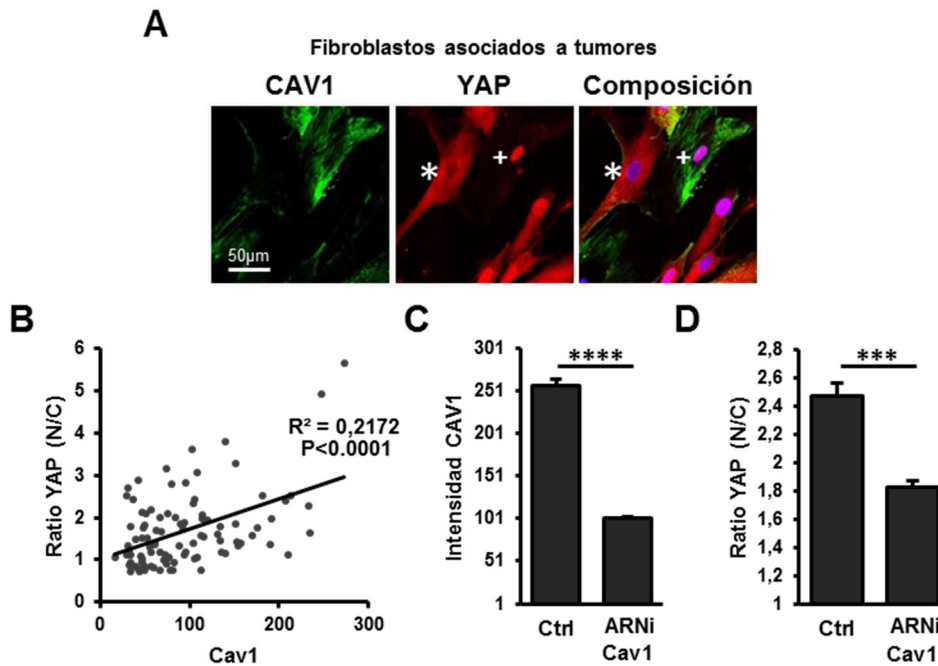 A
Fibroblastos asociados a tumores
CAV1 YAP Composición
* + * +
50µm
B
Ratio YAP (N/C)
6
5
4
3
2
1
0
R² = 0,2172
P<0.0001
0 100 200 300
Cav1
C
Intensidad CAV1
301
251
201
151
101
51
1
****
Ctrl ARNi
Cav1
D
Ratio YAP (N/C)
2,8
2,6
2,4
2,2
2
1,8
1,6
1,4
1,2
1
***
Ctrl ARNi
Cav1